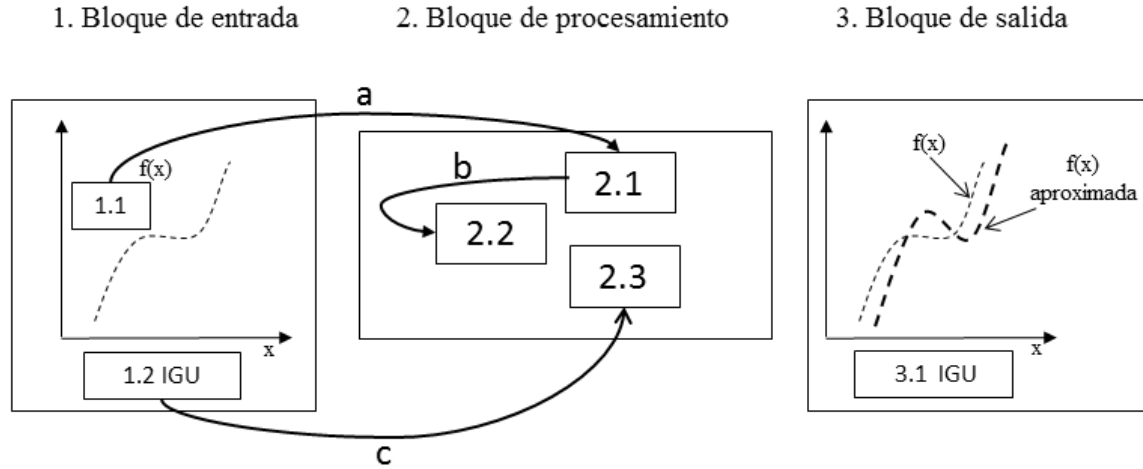 1. Bloque de entrada
2. Bloque de procesamiento
3. Bloque de salida
a
f(x)
1.1
x
1.2 IGU
b
2.1
2.2
2.3
c
f(x)
f(x)
aproximada
x
3.1 IGU